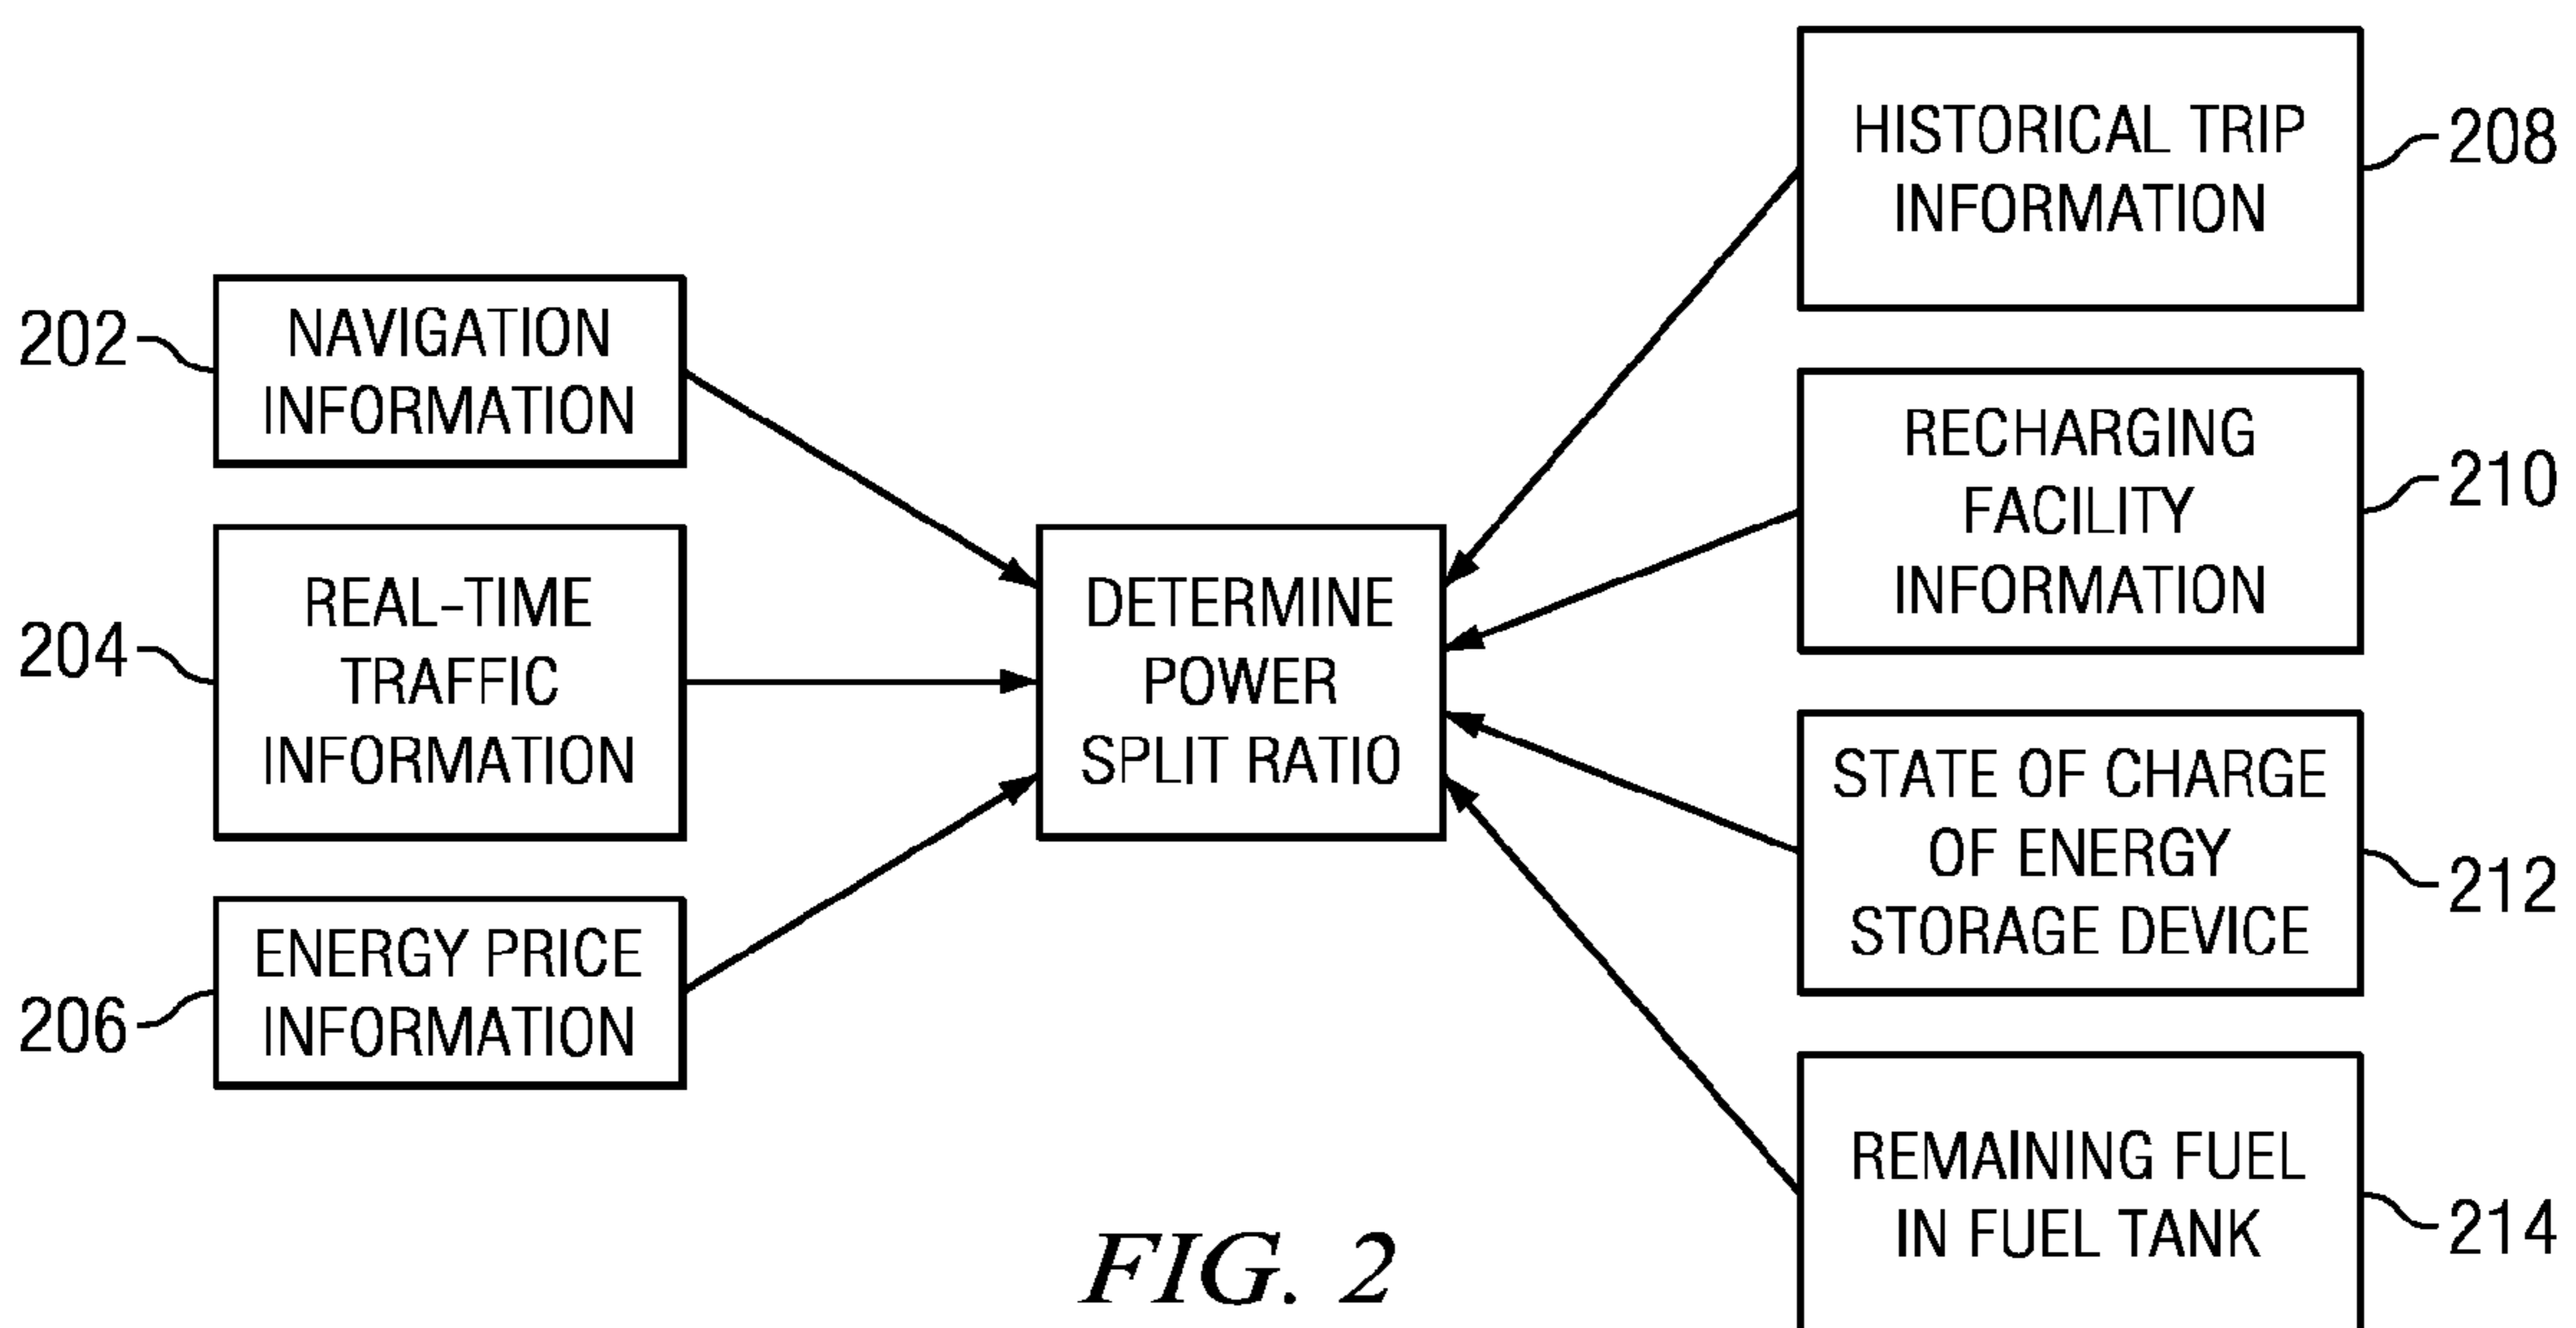 202
NAVIGATION
INFORMATION
204
REAL-TIME
TRAFFIC
INFORMATION
206
ENERGY PRICE
INFORMATION
DETERMINE
POWER
SPLIT RATIO
HISTORICAL TRIP
INFORMATION
208
RECHARGING
FACILITY
INFORMATION
210
STATE OF CHARGE
OF ENERGY
STORAGE DEVICE
212
REMAINING FUEL
IN FUEL TANK
214
FIG. 2